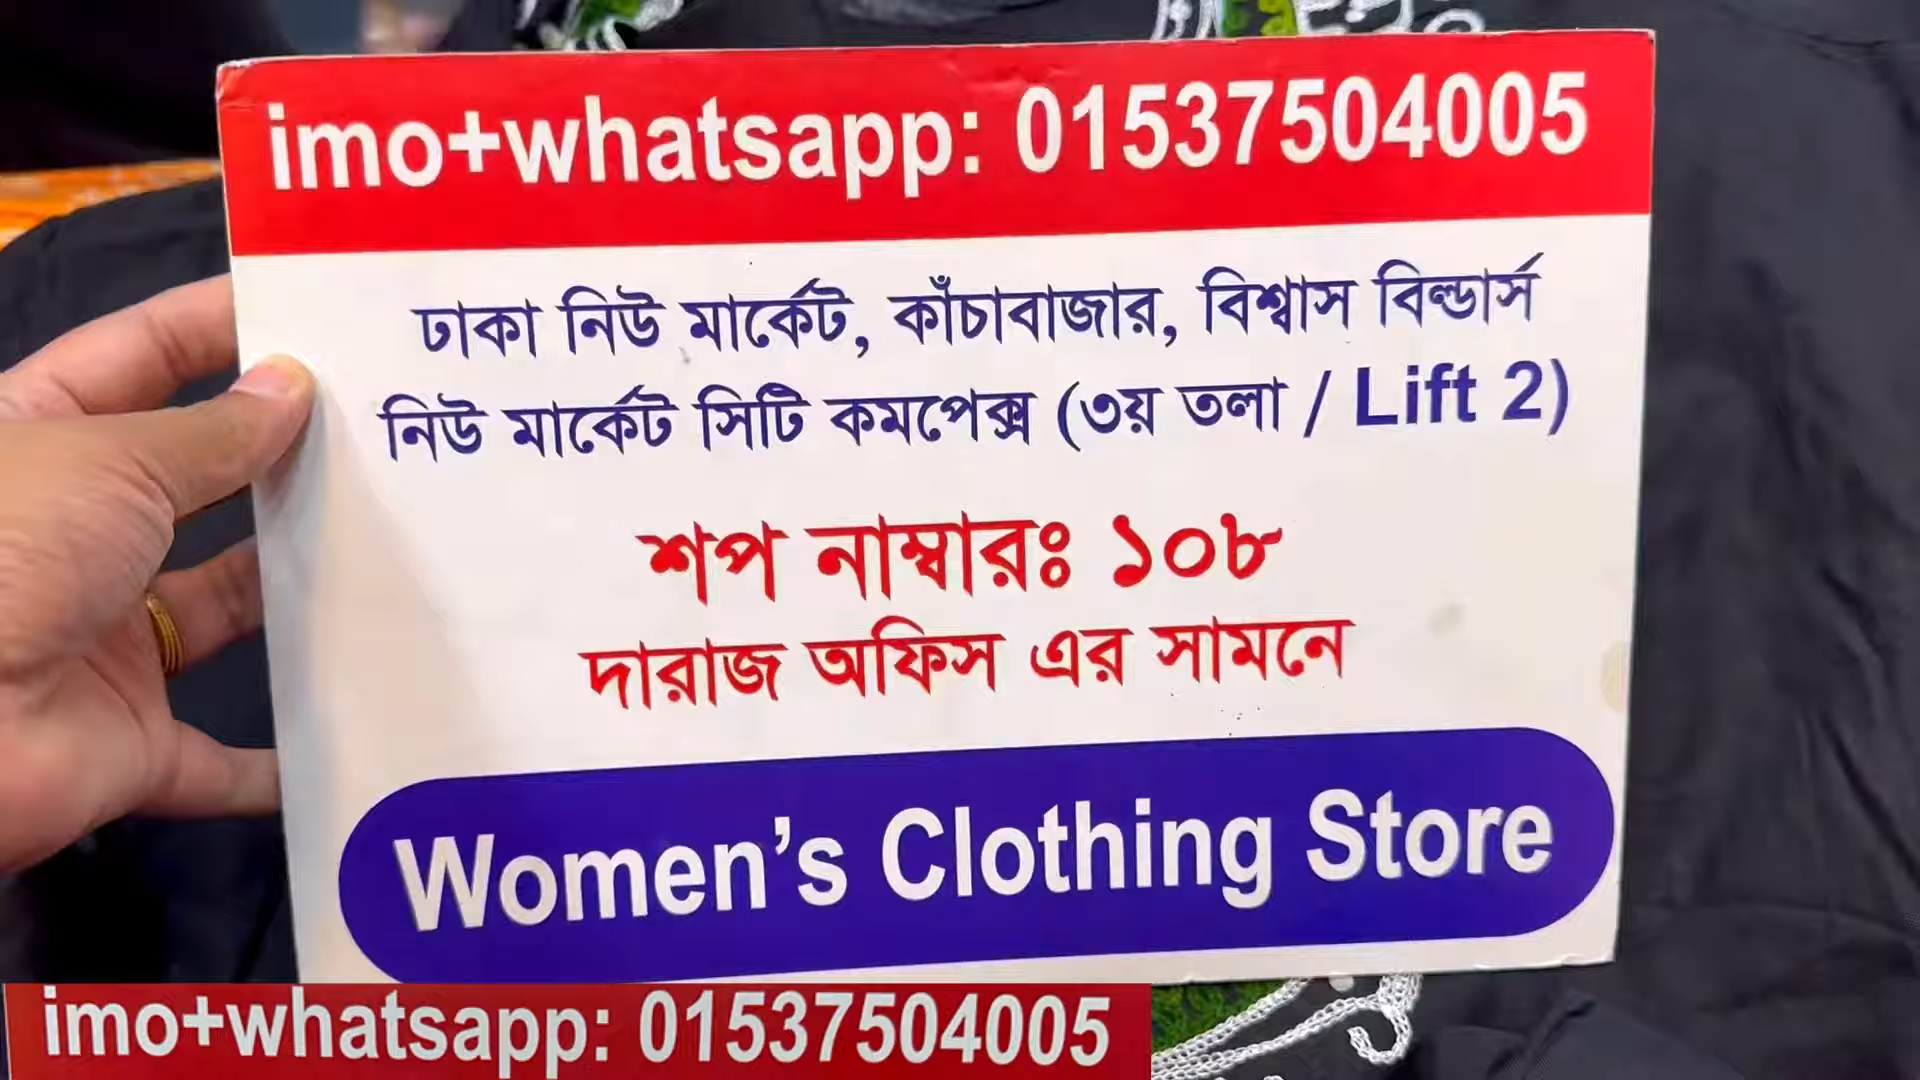 imo+whatsapp: 01537504005
ঢাকা নিউ মার্কেট, কাঁচাবাজার, বিশ্বাস বিল্ডার্স
নিউ মার্কেট সিটি কমপেক্স (৩য় তলা / Lift 2)
শপ নাম্বারঃ ১০৮
দারাজ অফিস এর সামনে
Women's Clothing Store
imo+whatsapp: 01537504005